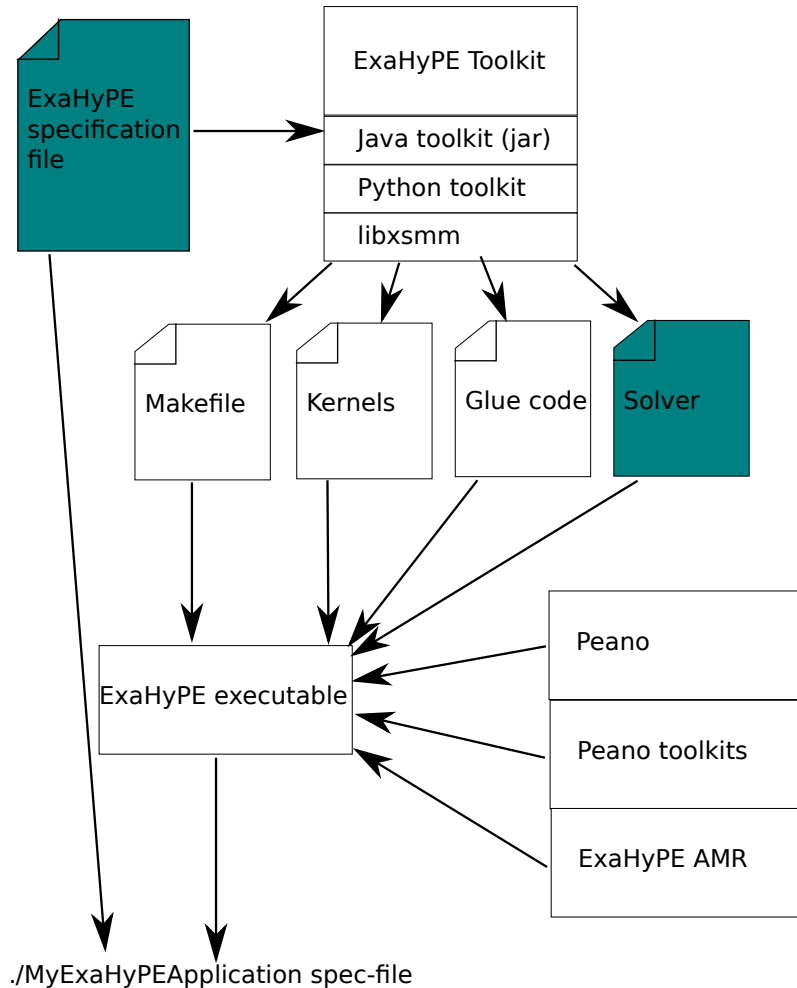 ExaHyPE Toolkit
ExaHyPE
specification
file
Java toolkit (jar)
Python toolkit
libxsmm
Makefile
Kernels
Glue code
Solver
Peano
ExaHyPE executable
Peano toolkits
ExaHyPE AMR
./MyExaHyPEApplication spec-file